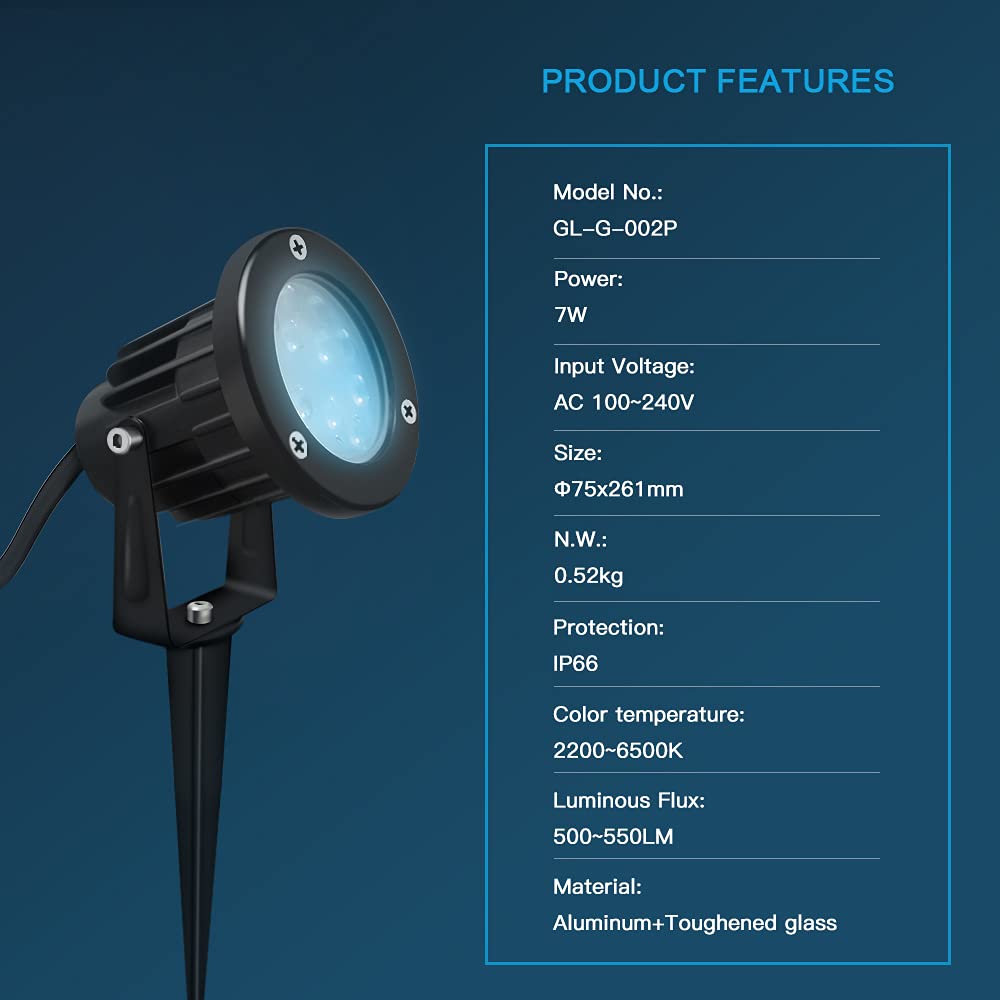 PRODUCT FEATURES
Model No.:
GL-G-002P
Power:
7W
Input Voltage:
AC 100~240V
Size:
Φ75x261mm
N.W.:
0.52kg
Protection:
IP66
Color temperature:
2200~6500K
Luminous Flux:
500~550LM
Material:
Aluminum+Toughened glass